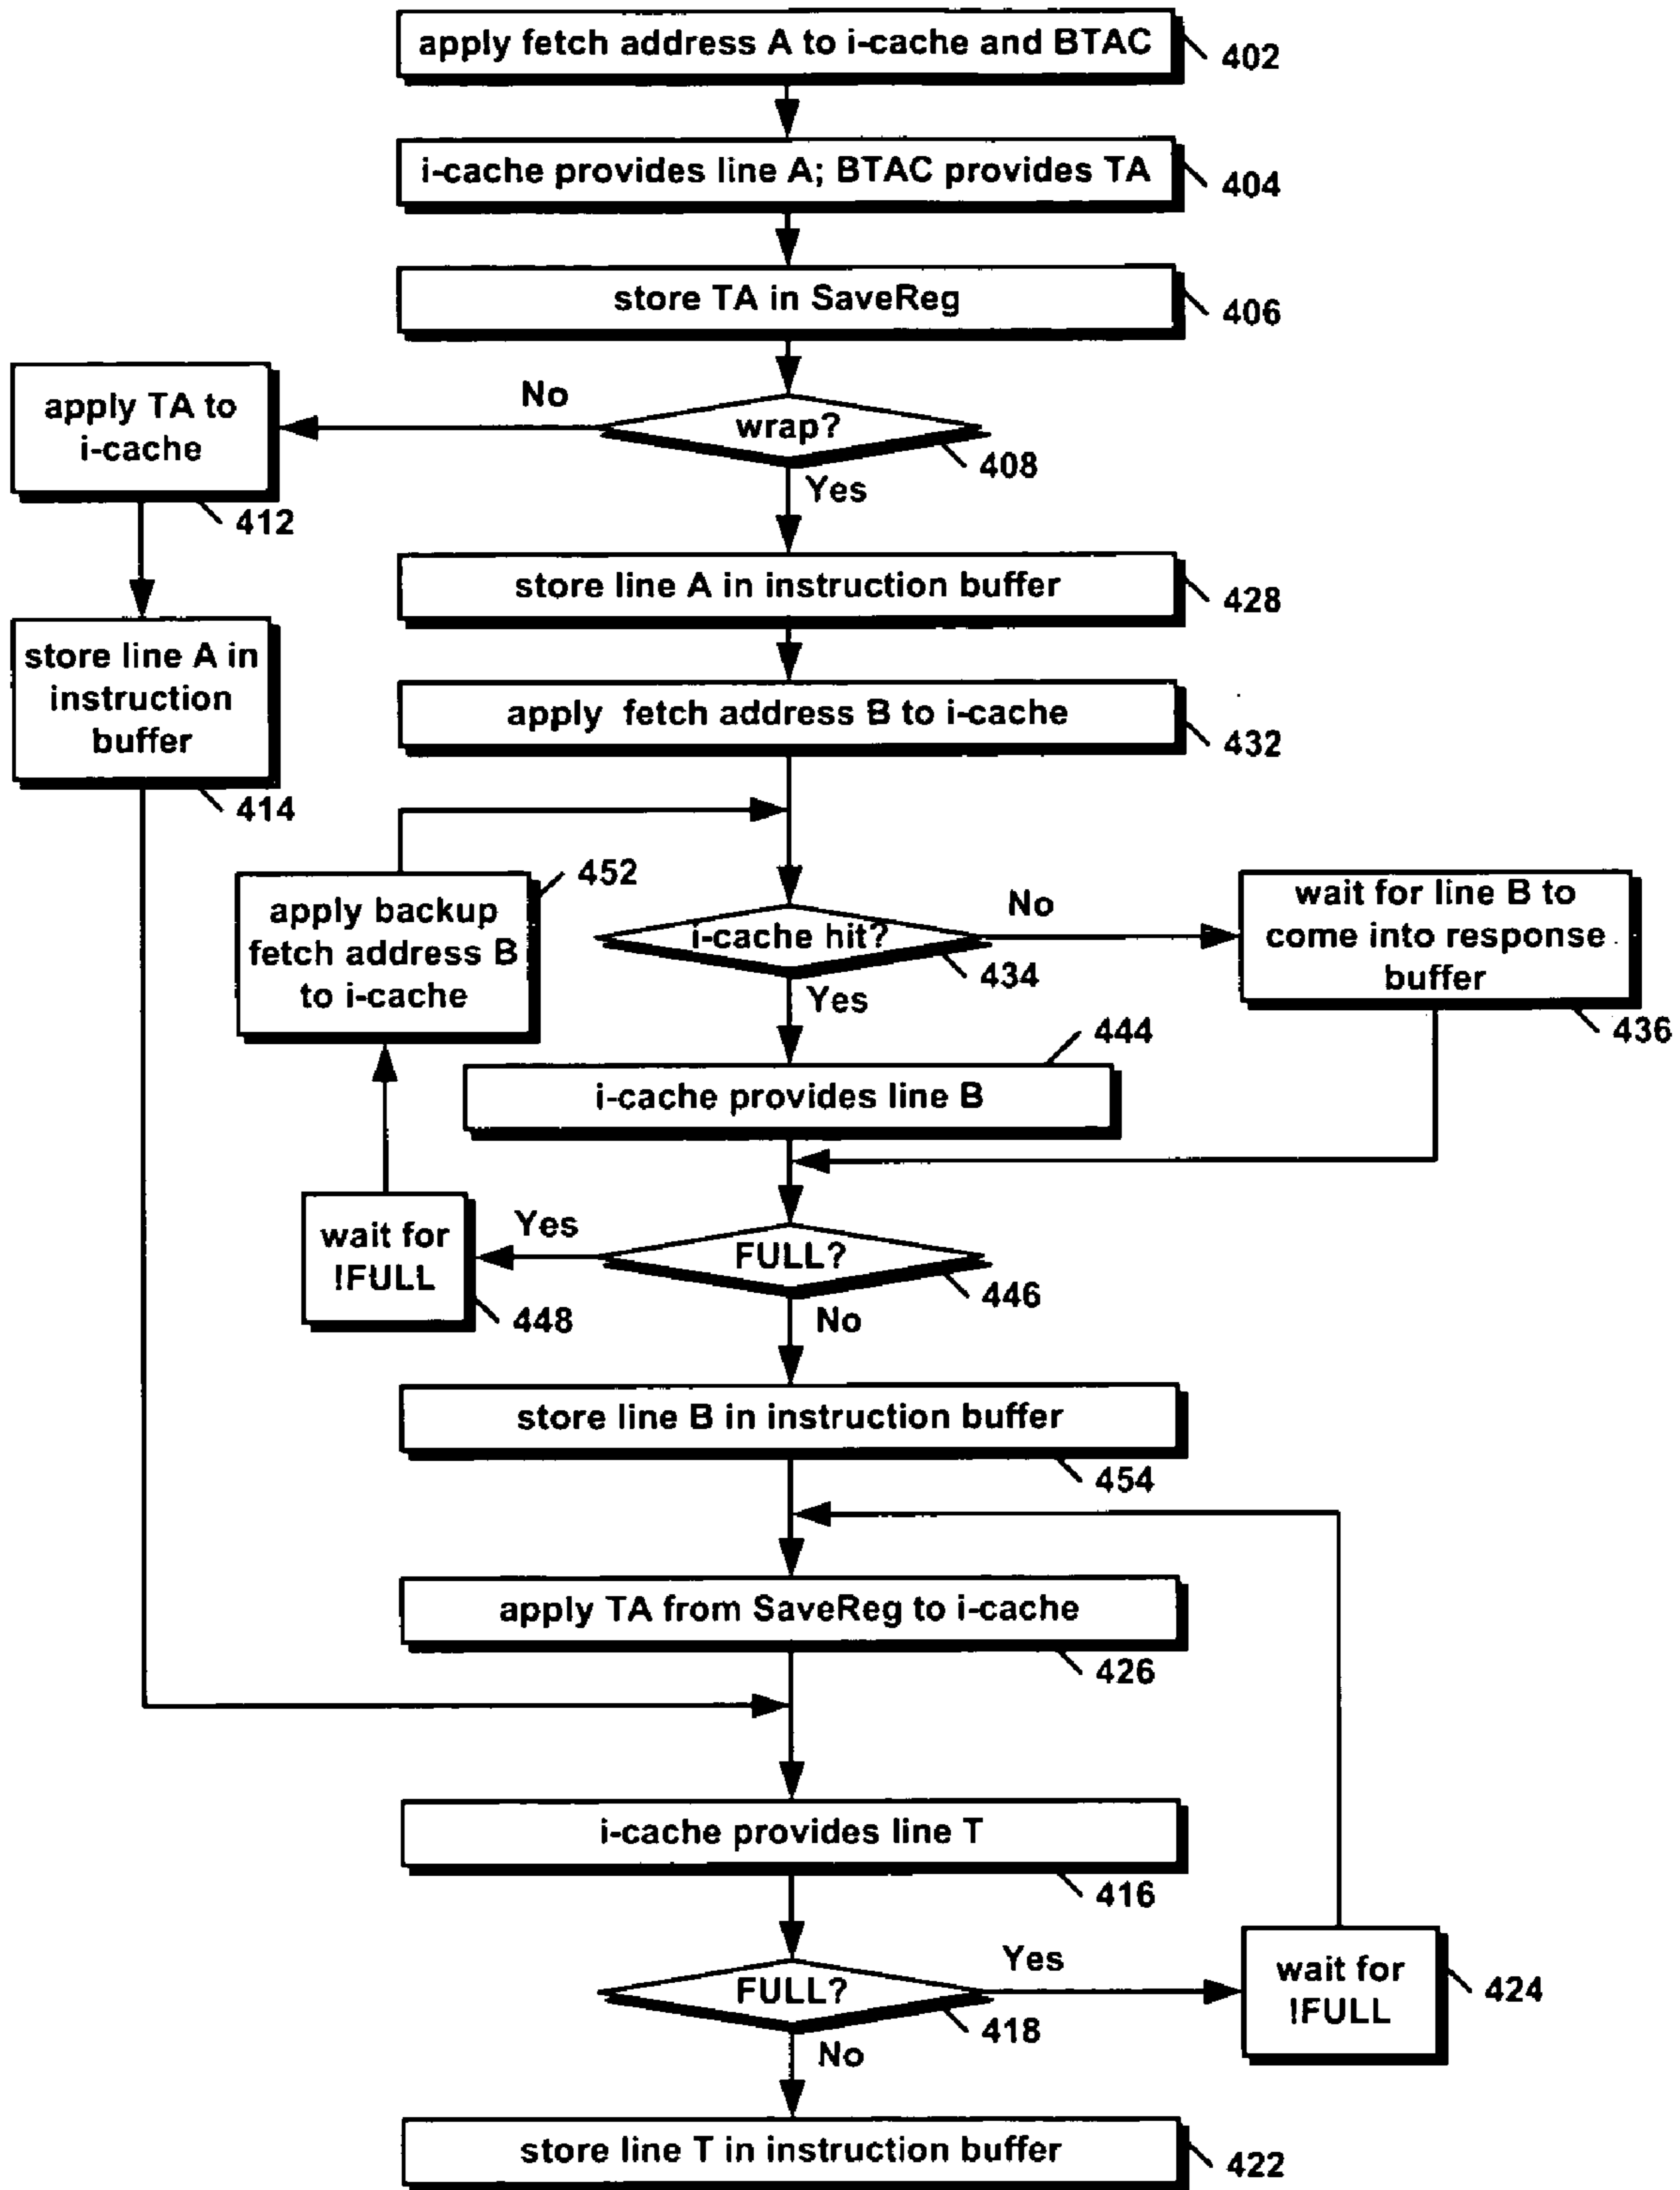 apply fetch address A to i-cache and BTAC
402
i-cache provides line A; BTAC provides TA
404
store TA in SaveReg
406
apply TA to
i-cache
412
No
wrap?
408
Yes
store line A in instruction buffer
428
store line A in
instruction
buffer
414
apply fetch address B to i-cache
432
452
apply backup
fetch address B
to i-cache
i-cache hit?
434
No
Yes
wait for line B to
come into response
buffer
436
444
i-cache provides line B
wait for
!FULL
448
Yes
FULL?
446
No
store line B in instruction buffer
454
apply TA from SaveReg to i-cache
426
i-cache provides line T
416
FULL?
418
Yes
No
wait for
!FULL
424
store line T in instruction buffer
422